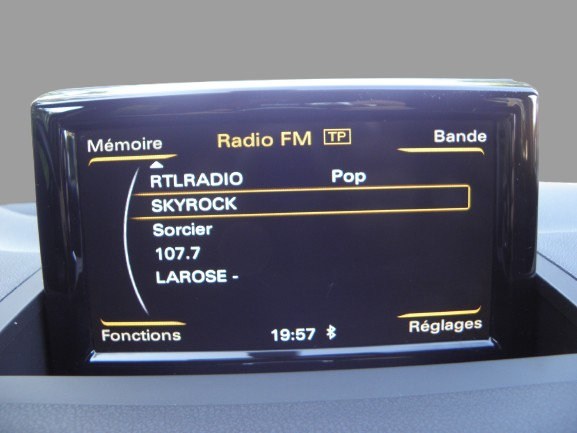 Mémoire Radio FM TP Bande
RTLRADIO Pop
SKYROCK
Sorcier
107.7
LAROSE -
Fonctions 19:57 Réglages